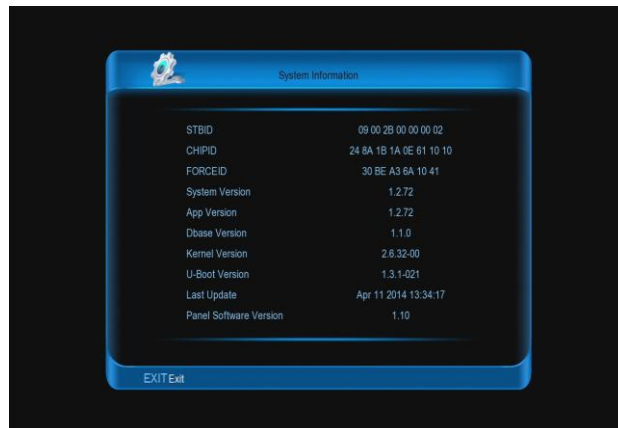 System Information
STBID 09 00 2B 00 00 00 02
CHIPID 24 8A 1B 1A 0E 61 10 10
FORCEID 30 BE A3 6A 10 41
System Version 1.2.72
App Version 1.2.72
Dbase Version 1.1.0
Kernel Version 2.6.32-00
U-Boot Version 1.3.1-021
Last Update Apr 11 2014 13:34:17
Panel Software Version 1.10
EXIT Exit